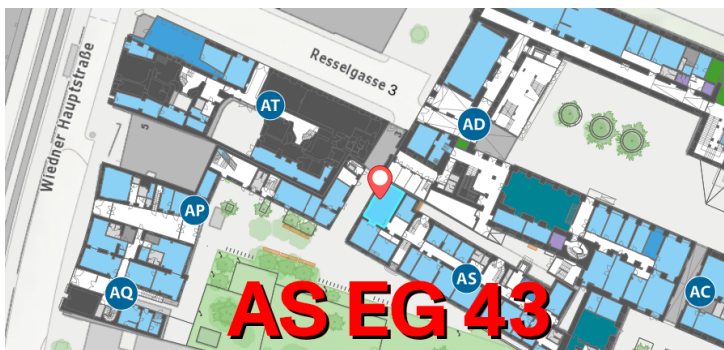 Wiedner Hauptstraße
Resselgasse 3
AT
AD
3
5
AP
AQ
AS
AC
AS EG 43